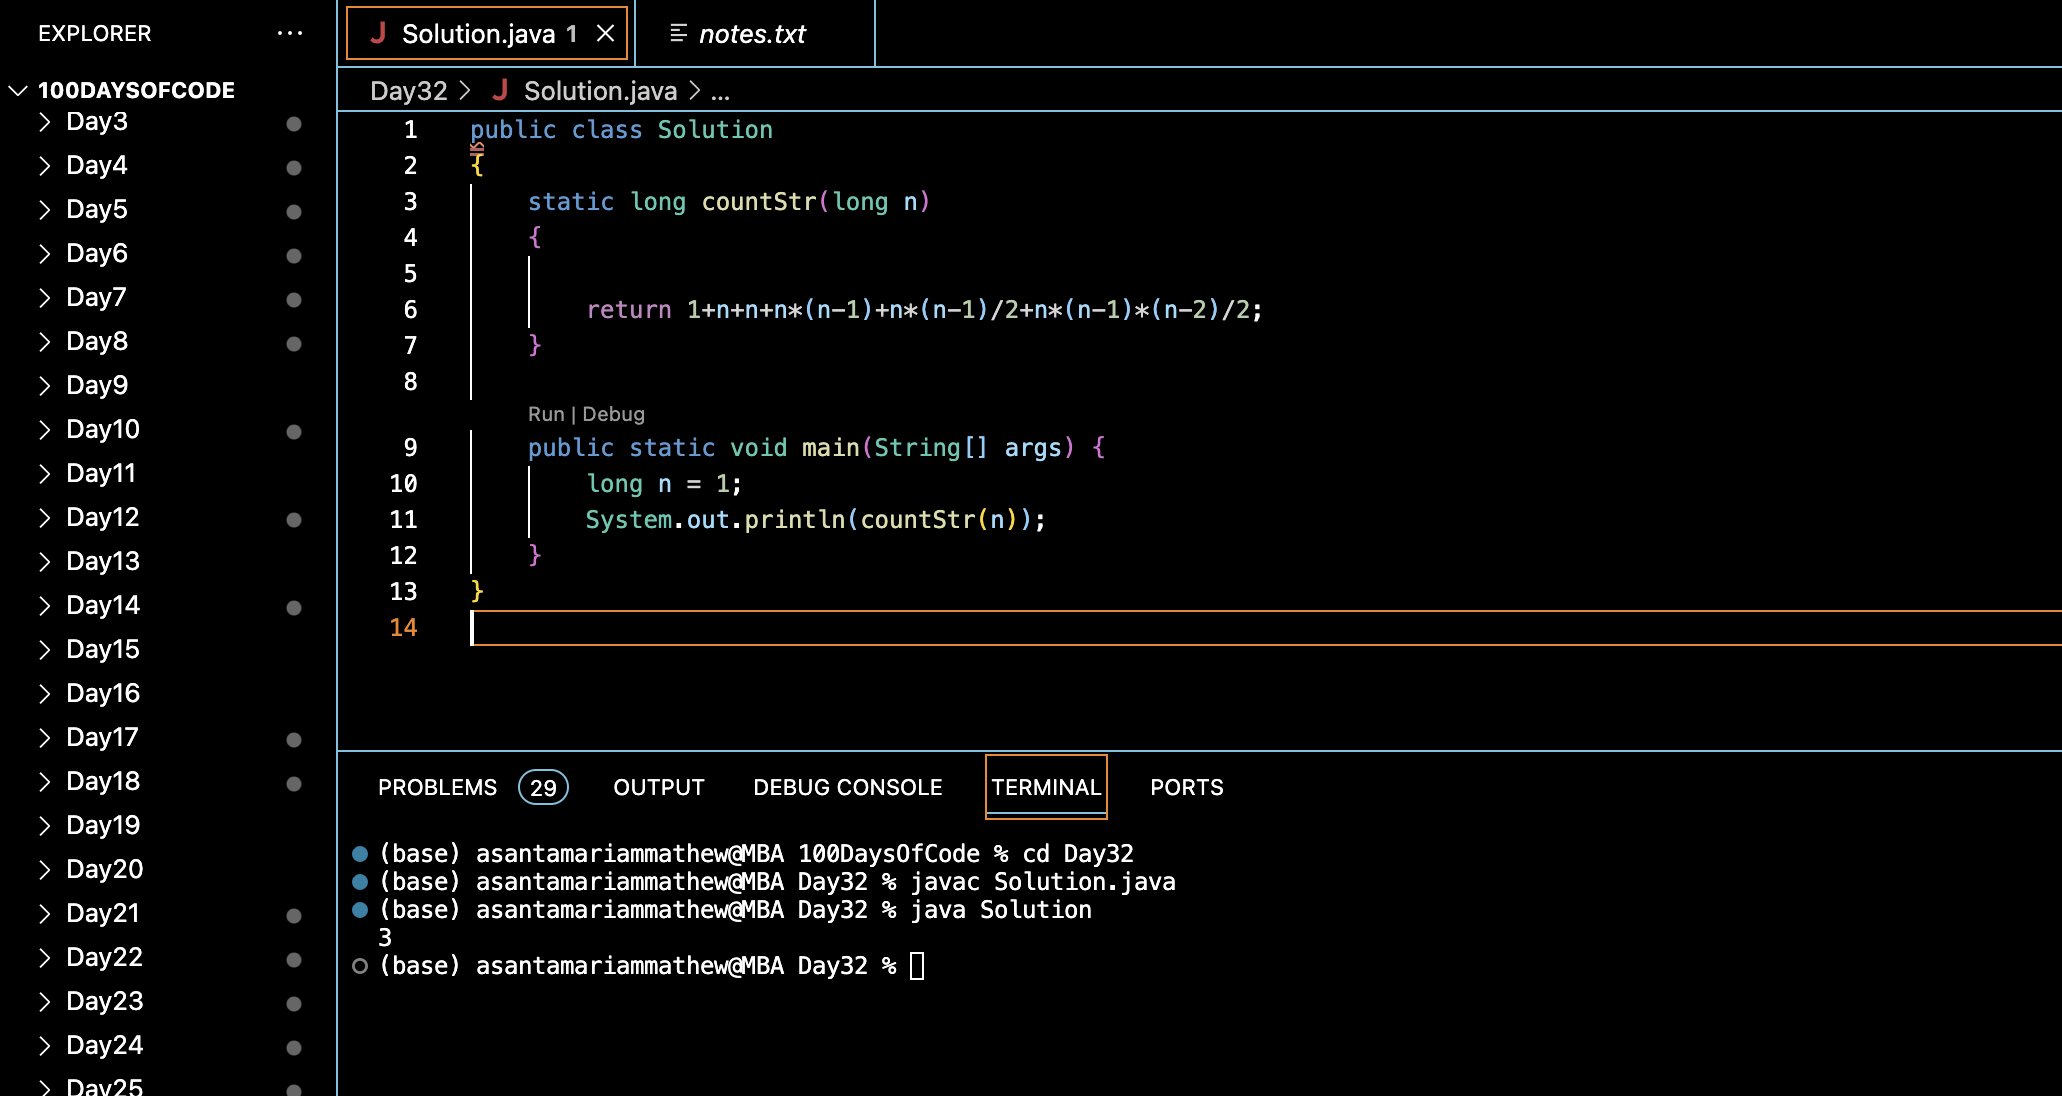 EXPLORER ...
100DAYSOFCODE
Day3
Day4
Day5
Day6
Day7
Day8
Day9
Day10
Day11
Day12
Day13
Day14
Day15
Day16
Day17
Day18
Day19
Day20
Day21
Day22
Day23
Day24
Day25
J Solution.java 1
notes.txt
Day32 > J Solution.java > ...
1 public class Solution
2 {
3 static long countStr(long n)
4 {
5
6 return 1+n+n+n*(n-1)+n*(n-1)/2+n*(n-1)*(n-2)/2;
7 }
8
Run | Debug
9 public static void main(String[] args) {
10 long n = 1;
11 System.out.println(countStr(n));
12 }
13 }
14
PROBLEMS 29 OUTPUT DEBUG CONSOLE TERMINAL PORTS
(base) asantamariammathew@MBA 100DaysOfCode % cd Day32
(base) asantamariammathew@MBA Day32 % javac Solution.java
(base) asantamariammathew@MBA Day32 % java Solution
3
(base) asantamariammathew@MBA Day32 %